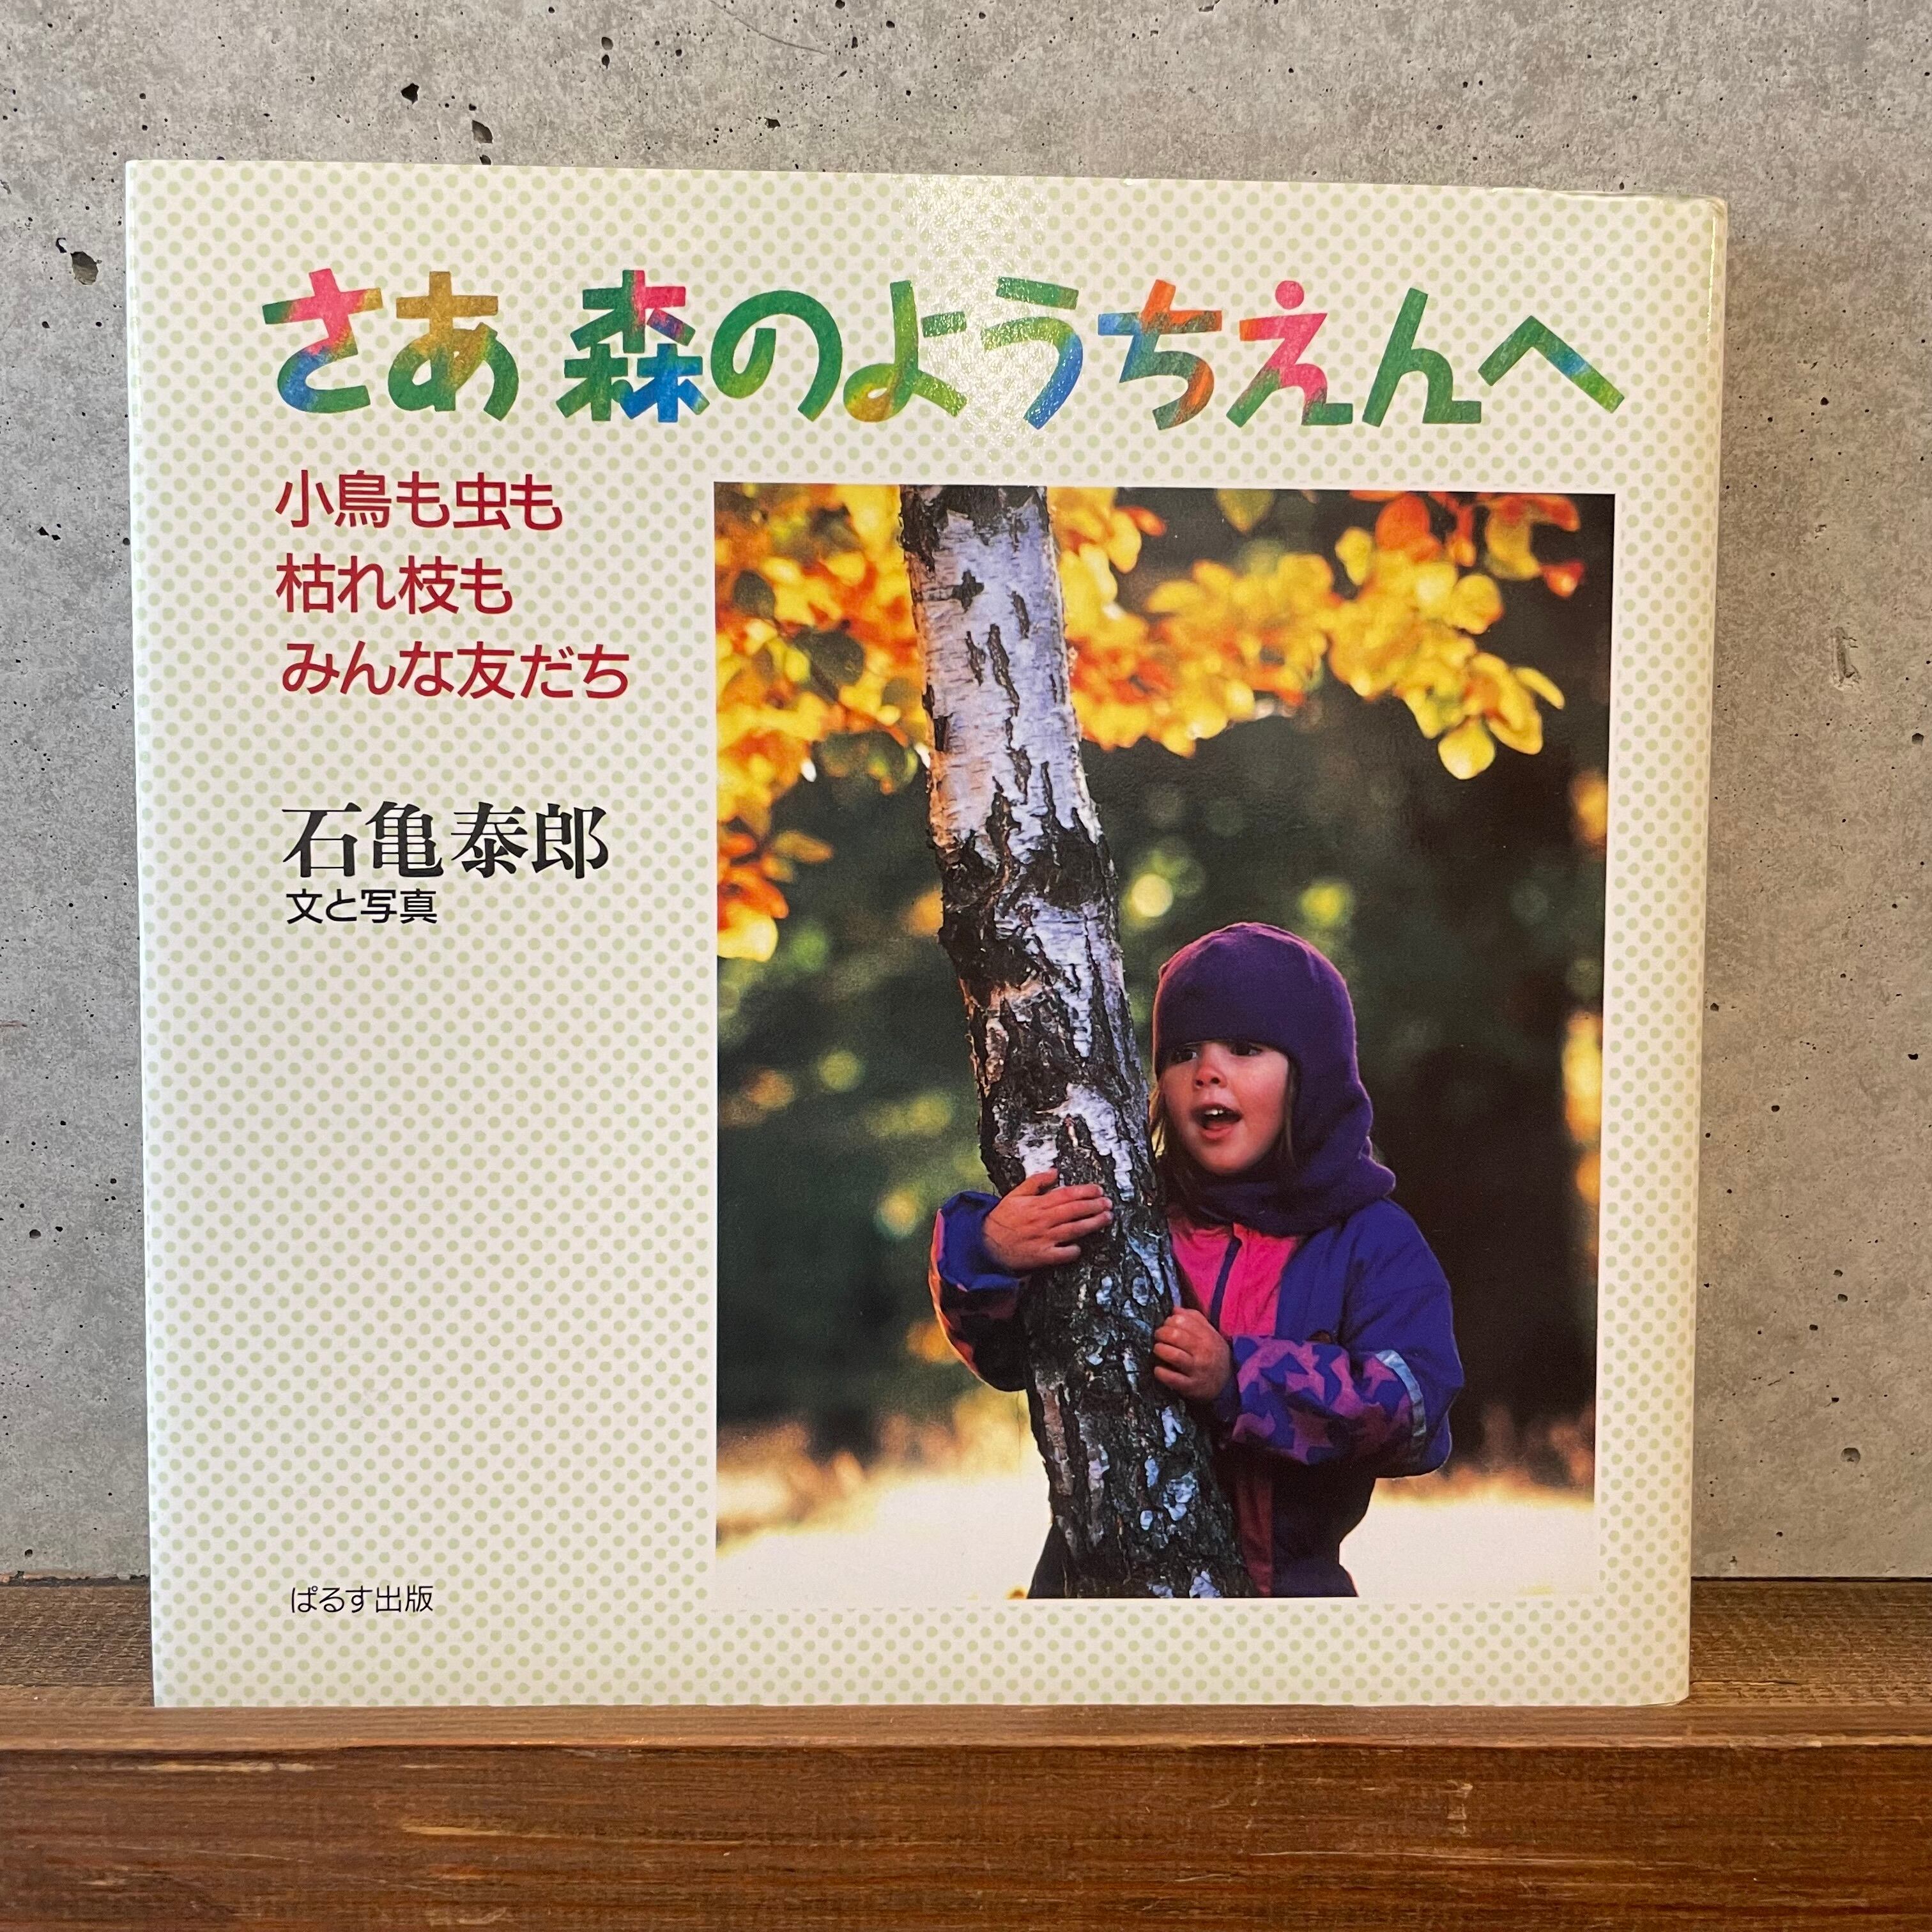 さあ 森のようちえんへ
小鳥も虫も
枯れ枝も
みんな友だち
石亀泰郎
文と写真
ぱるす出版